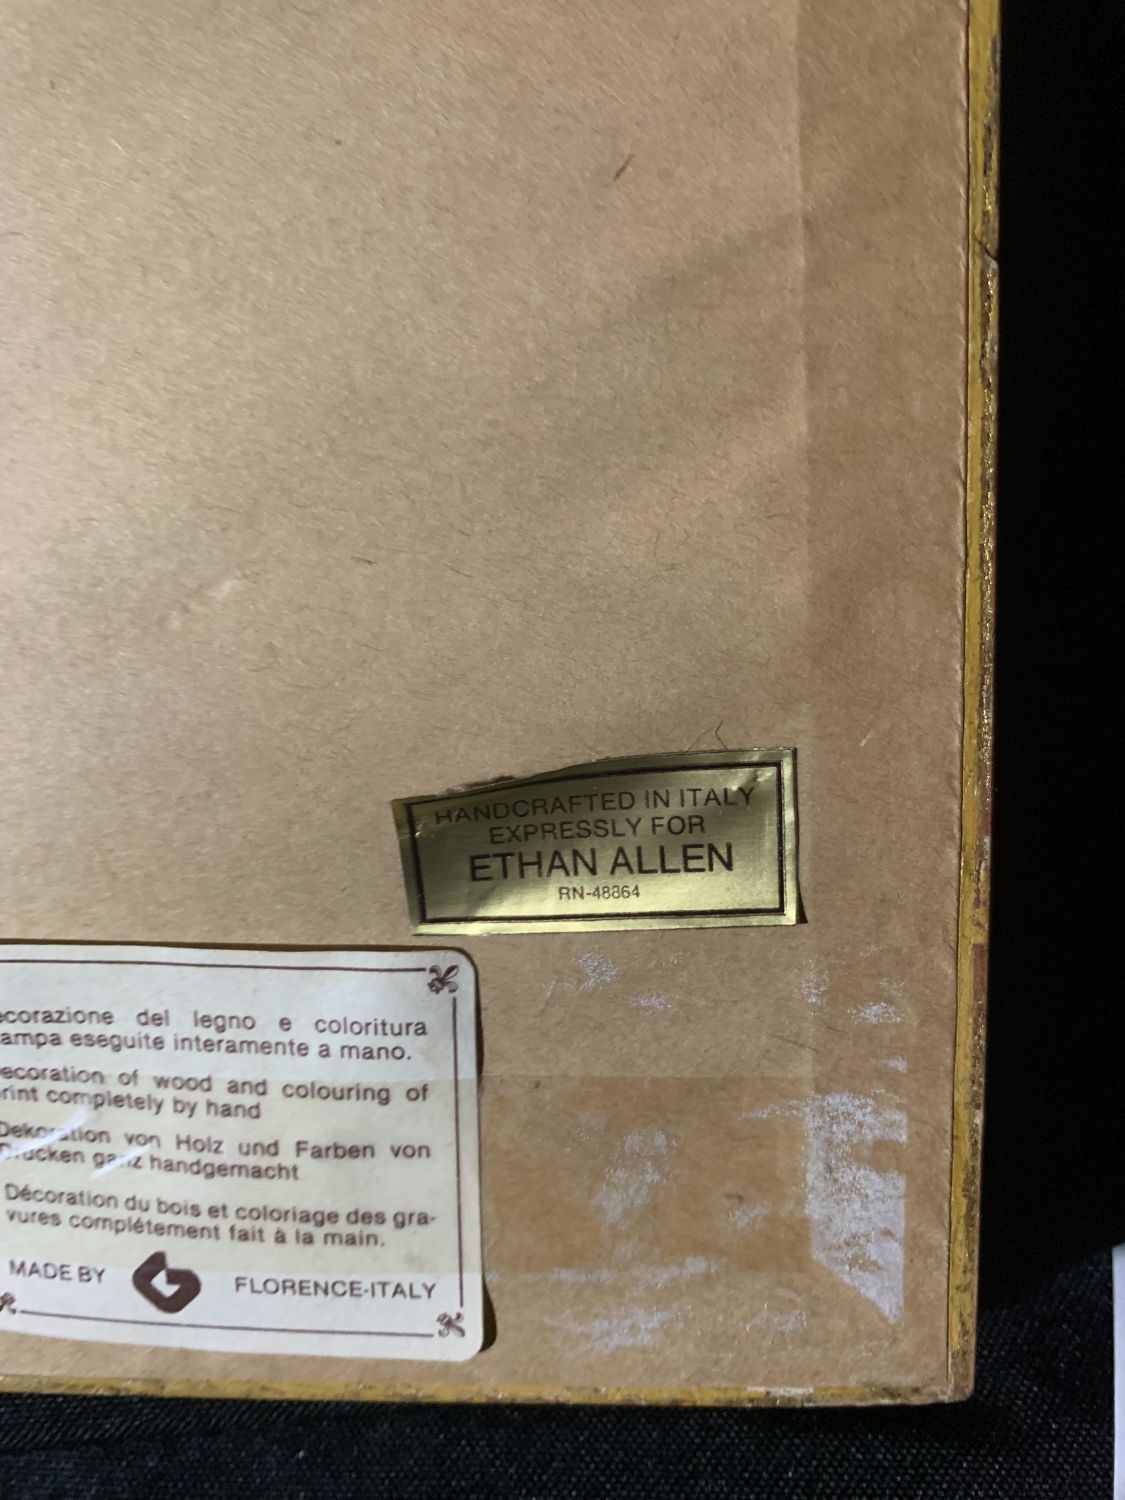 HANDCRAFTED IN ITALY
EXPRESSLY FOR
ETHAN ALLEN
RN-48864
ecorazione del legno e coloritura
ampa eseguite interamente a mano.
ecoration of wood and colouring of
rint completely by hand
Dekoration von Holz und Farben von
Drucken ganz handgemacht
Décoration du bois et coloriage des gra-
vures complétement fait à la main.
MADE BY FLORENCE-ITALY